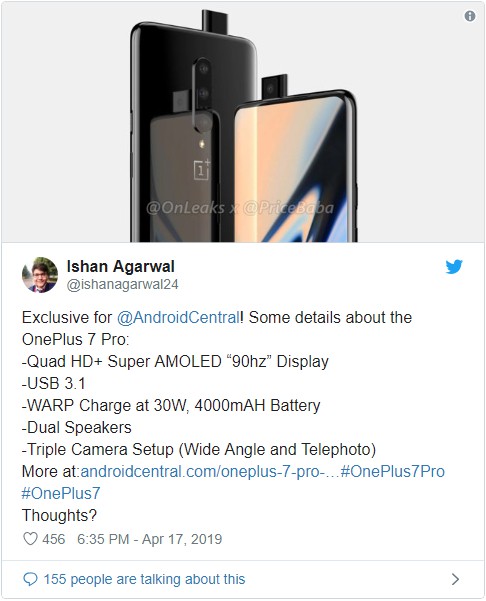 @OnLeaks x @PriceBaba
Ishan Agarwal
@ishanagarwal24
Exclusive for @AndroidCentral! Some details about the
OnePlus 7 Pro:
-Quad HD+ Super AMOLED “90hz” Display
-USB 3.1
-WARP Charge at 30W, 4000mAH Battery
-Dual Speakers
-Triple Camera Setup (Wide Angle and Telephoto)
More at:androidcentral.com/oneplus-7-pro-…#OnePlus7Pro
#OnePlus7
Thoughts?
456 6:35 PM - Apr 17, 2019
155 people are talking about this